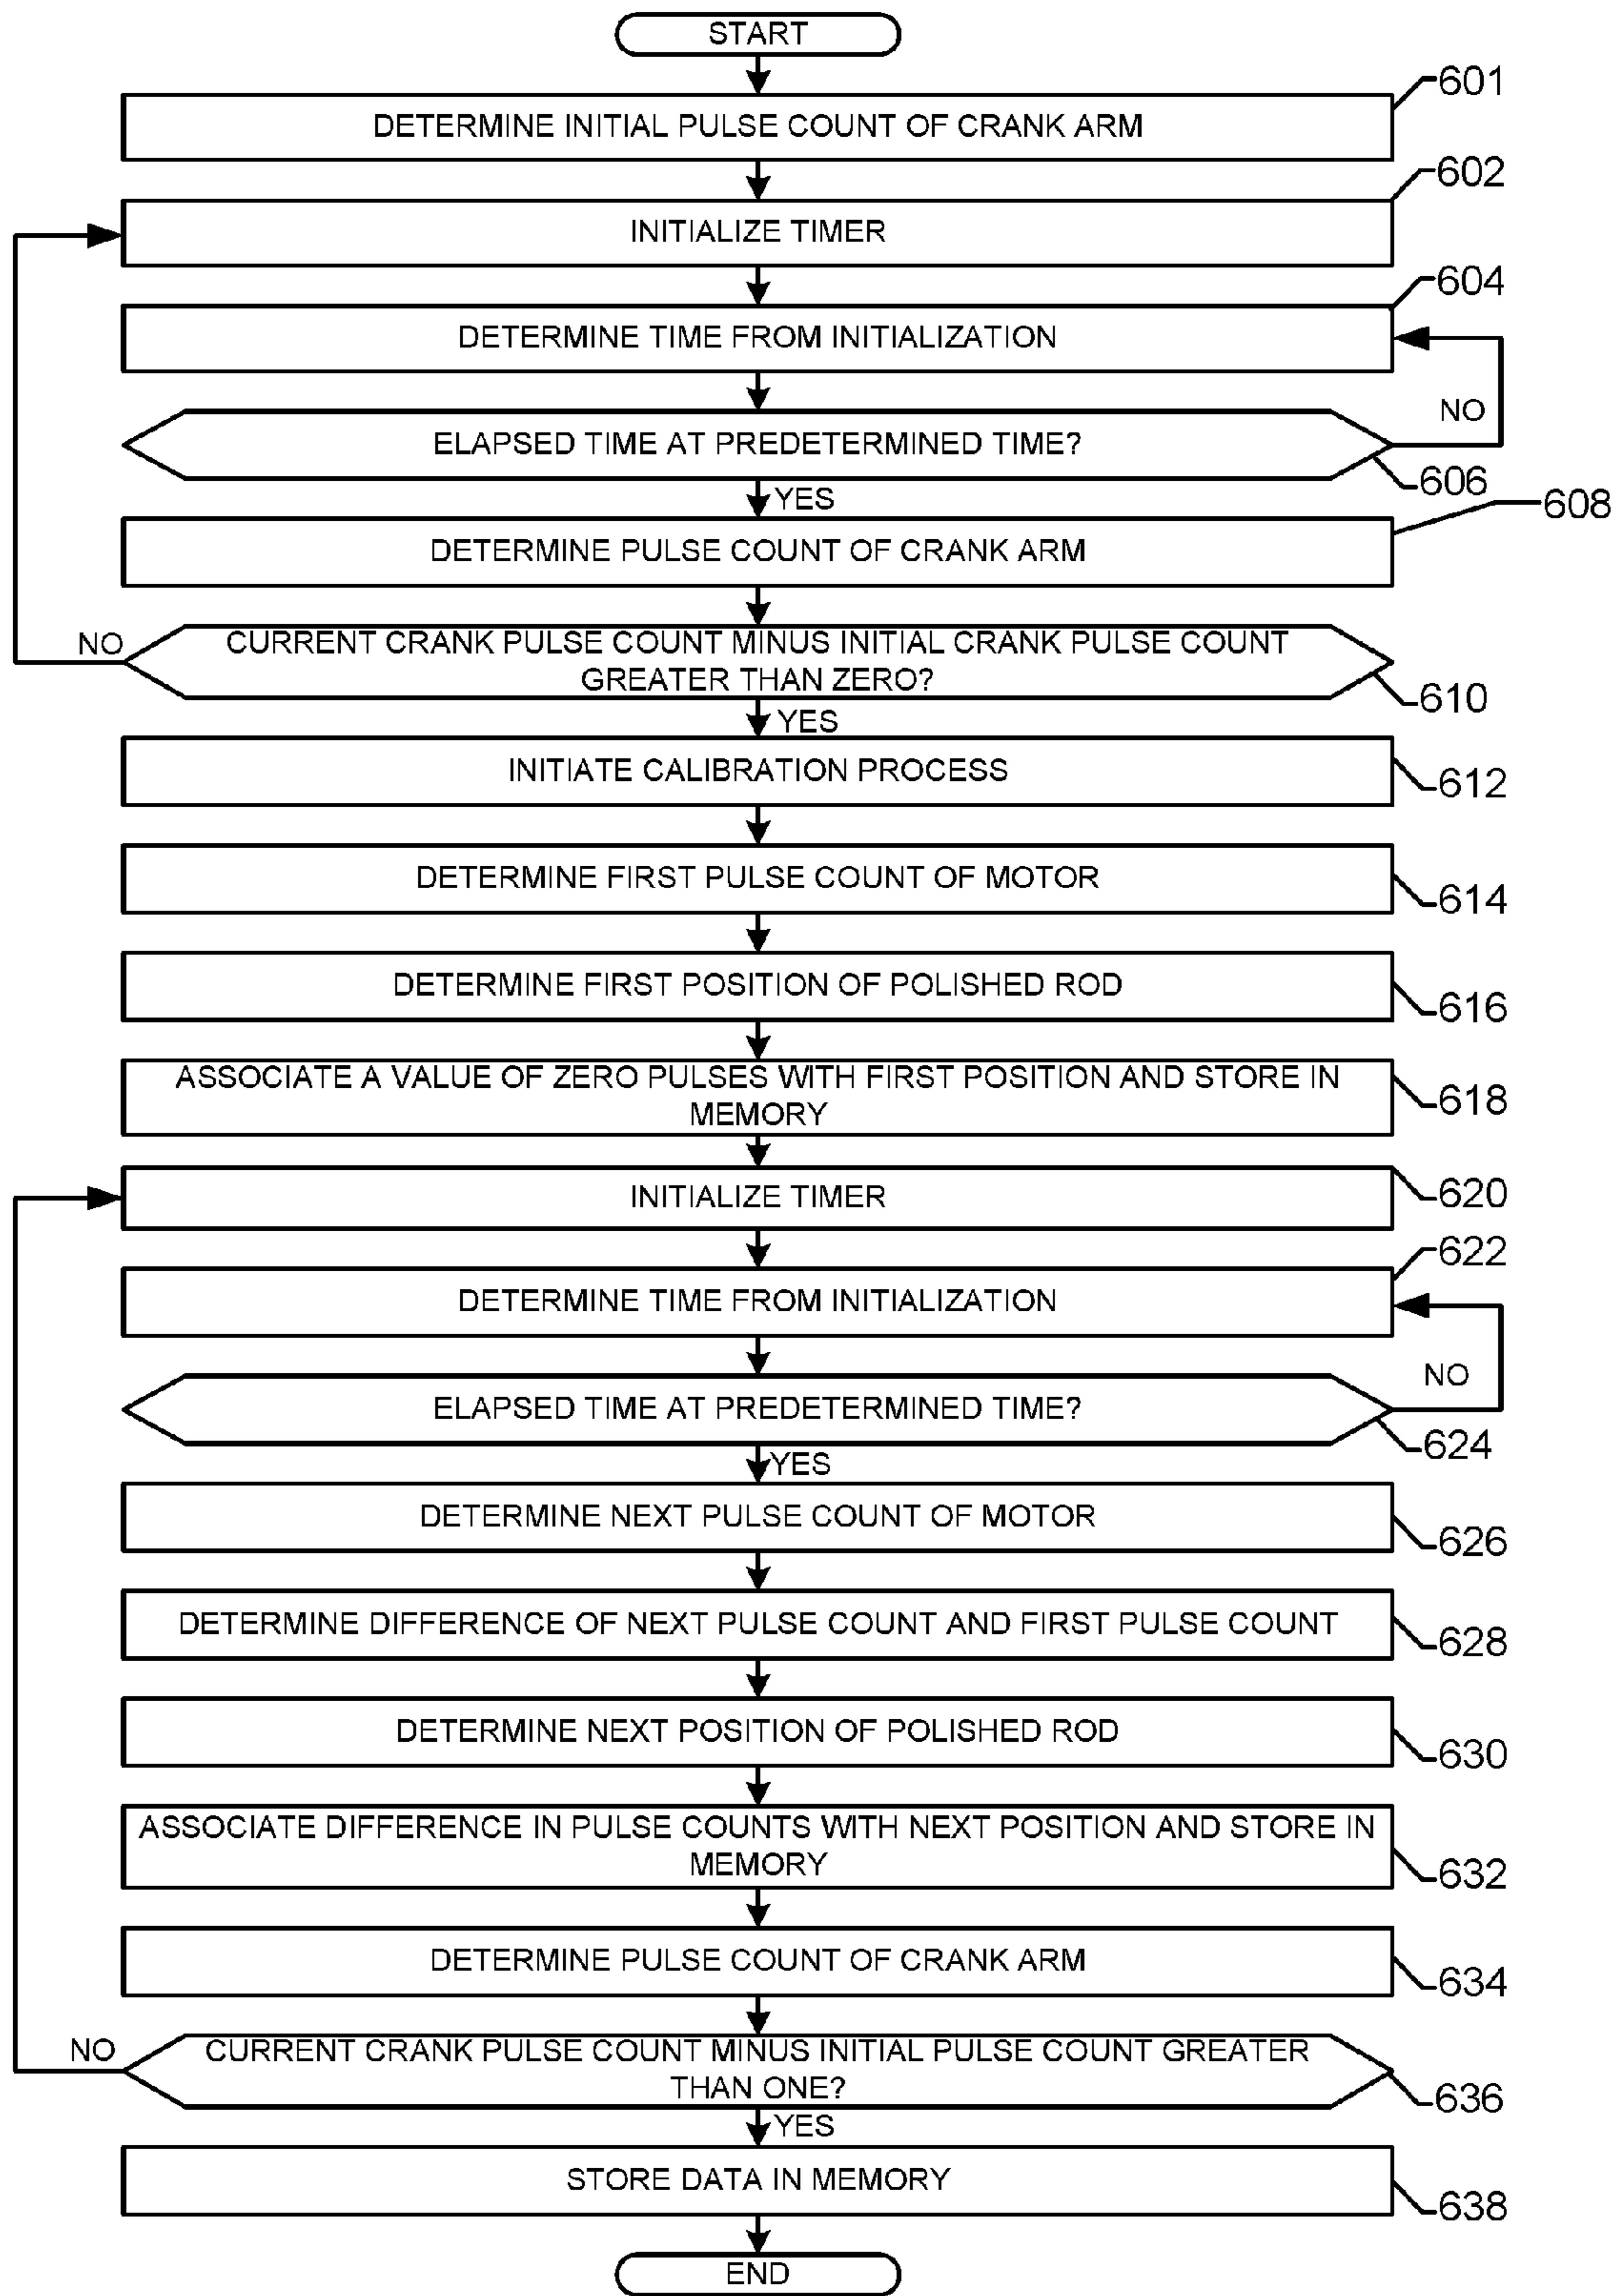 START
601
DETERMINE INITIAL PULSE COUNT OF CRANK ARM
602
INITIALIZE TIMER
604
DETERMINE TIME FROM INITIALIZATION
NO
ELAPSED TIME AT PREDETERMINED TIME?
606
YES
608
DETERMINE PULSE COUNT OF CRANK ARM
NO
CURRENT CRANK PULSE COUNT MINUS INITIAL CRANK PULSE COUNT
GREATER THAN ZERO?
610
YES
INITIATE CALIBRATION PROCESS
612
DETERMINE FIRST PULSE COUNT OF MOTOR
614
DETERMINE FIRST POSITION OF POLISHED ROD
616
ASSOCIATE A VALUE OF ZERO PULSES WITH FIRST POSITION AND STORE IN
MEMORY
618
INITIALIZE TIMER
620
622
DETERMINE TIME FROM INITIALIZATION
NO
ELAPSED TIME AT PREDETERMINED TIME?
624
YES
DETERMINE NEXT PULSE COUNT OF MOTOR
626
DETERMINE DIFFERENCE OF NEXT PULSE COUNT AND FIRST PULSE COUNT
628
DETERMINE NEXT POSITION OF POLISHED ROD
630
ASSOCIATE DIFFERENCE IN PULSE COUNTS WITH NEXT POSITION AND STORE IN
MEMORY
632
DETERMINE PULSE COUNT OF CRANK ARM
634
NO
CURRENT CRANK PULSE COUNT MINUS INITIAL PULSE COUNT GREATER
THAN ONE?
636
YES
STORE DATA IN MEMORY
638
END